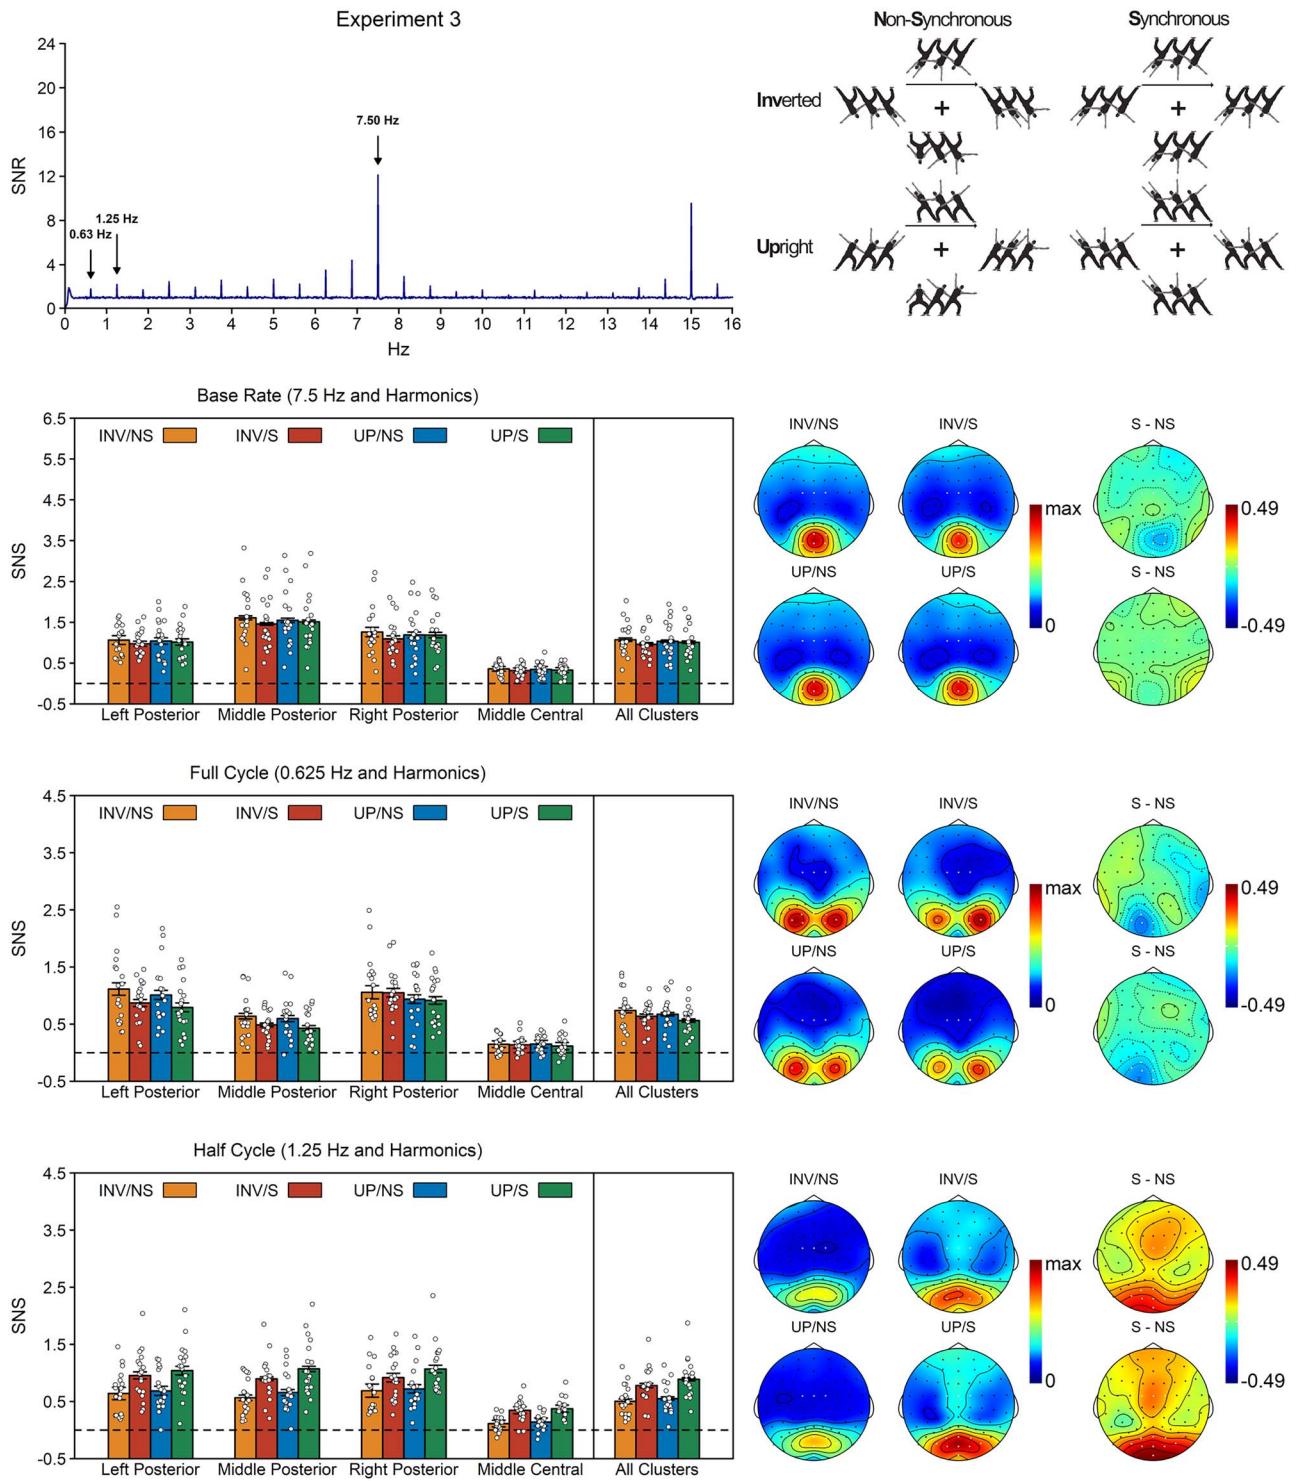 Experiment 3
Non-Synchronous
Synchronous
24
20
16
12
8
4
0
SNR
7.50 Hz
1.25 Hz
0.63 Hz
0 1 2 3 4 5 6 7 8 9 10 11 12 13 14 15 16
Hz
Inverted
+
+
Upright
+
+
Base Rate (7.5 Hz and Harmonics)
6.5
5.5
4.5
3.5
2.5
1.5
0.5
-0.5
SNS
INV/NS INV/S UP/NS UP/S
Left Posterior Middle Posterior Right Posterior Middle Central All Clusters
INV/NS INV/S S - NS
UP/NS UP/S S - NS
max
0
0.49
-0.49
Full Cycle (0.625 Hz and Harmonics)
4.5
3.5
2.5
1.5
0.5
-0.5
SNS
INV/NS INV/S UP/NS UP/S
Left Posterior Middle Posterior Right Posterior Middle Central All Clusters
INV/NS INV/S S - NS
UP/NS UP/S S - NS
max
0
0.49
-0.49
Half Cycle (1.25 Hz and Harmonics)
4.5
3.5
2.5
1.5
0.5
-0.5
SNS
INV/NS INV/S UP/NS UP/S
Left Posterior Middle Posterior Right Posterior Middle Central All Clusters
INV/NS INV/S S - NS
UP/NS UP/S S - NS
max
0
0.49
-0.49